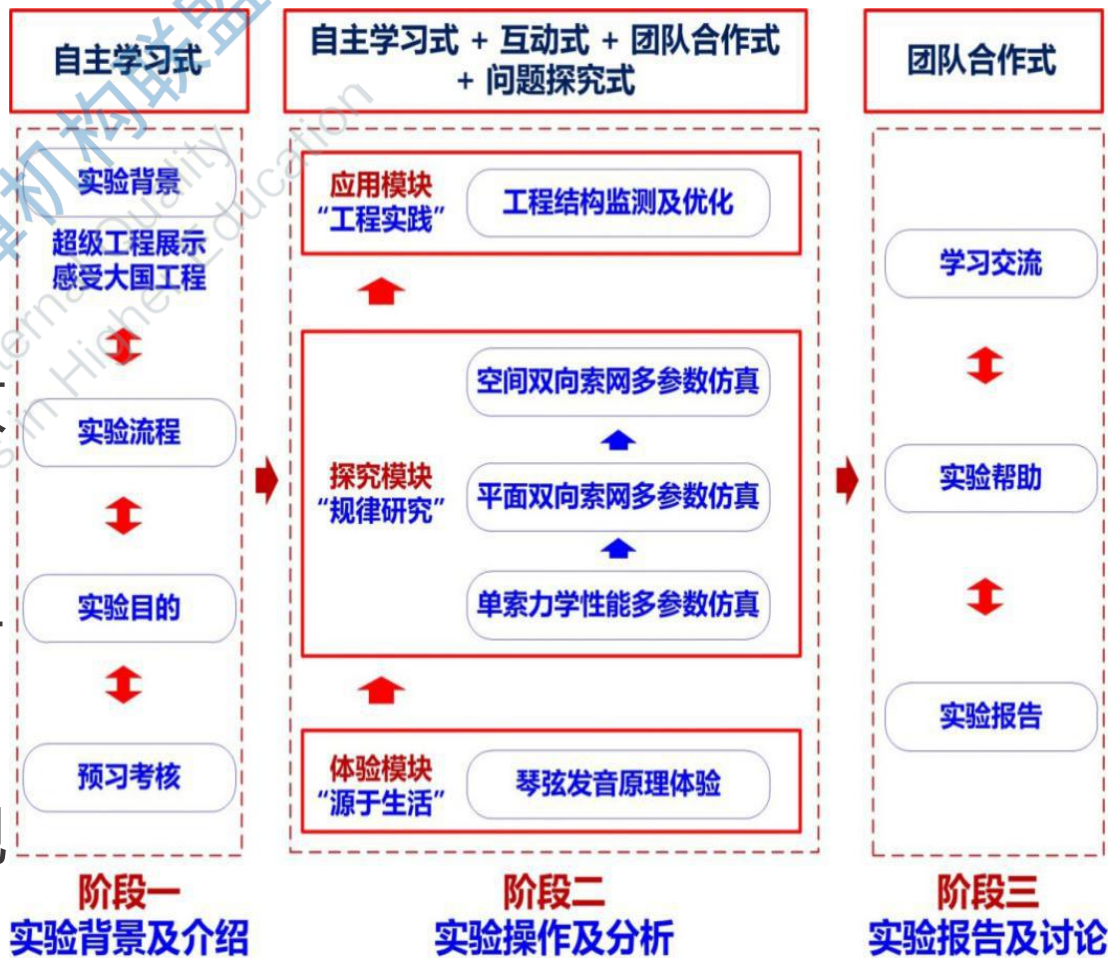 自主学习式
自主学习式 + 互动式 + 团队合作式
+ 问题探究式
团队合作式
实验背景
超级工程展示
感受大国工程
实验流程
实验目的
预习考核
应用模块
“工程实践”
工程结构监测及优化
探究模块
“规律研究”
空间双向索网多参数仿真
平面双向索网多参数仿真
单索力学性能多参数仿真
体验模块
“源于生活”
琴弦发音原理体验
学习交流
实验帮助
实验报告
阶段一
实验背景及介绍
阶段二
实验操作及分析
阶段三
实验报告及讨论
机构联盟
ternal Quality
in Higher Education